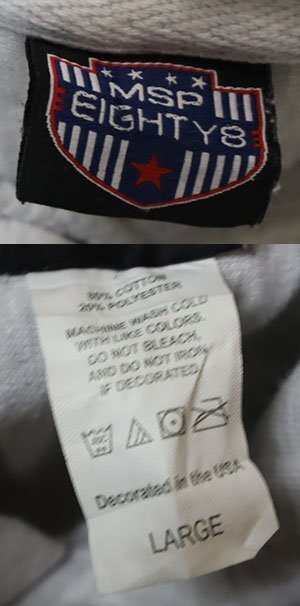 MSP
EIGHTY8
80% COTTON
20% POLYESTER
MACHINE WASH COLD
WITH LIKE COLORS.
DO NOT BLEACH,
AND DO NOT IRON
IF DECORATED
Decorated in the USA
LARGE